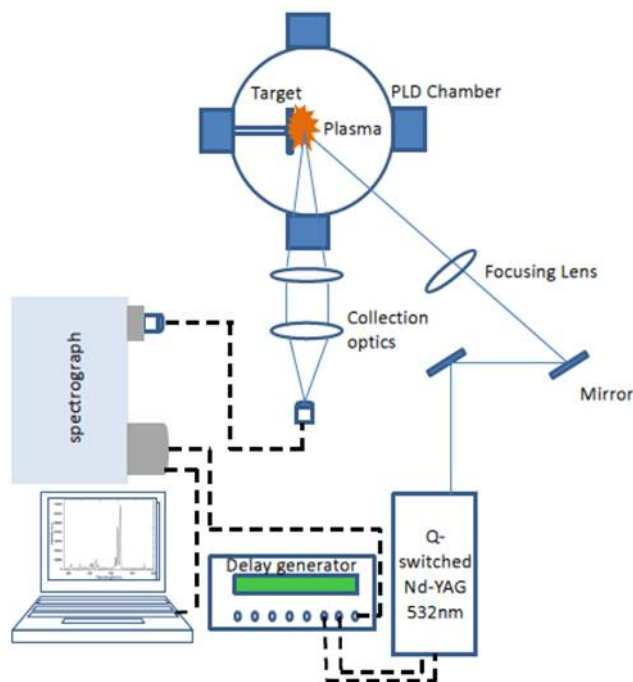 Target
PLD Chamber
Plasma
Focusing Lens
Collection
optics
Mirror
spectrograph
Delay generator
Q-
switched
Nd-YAG
532nm